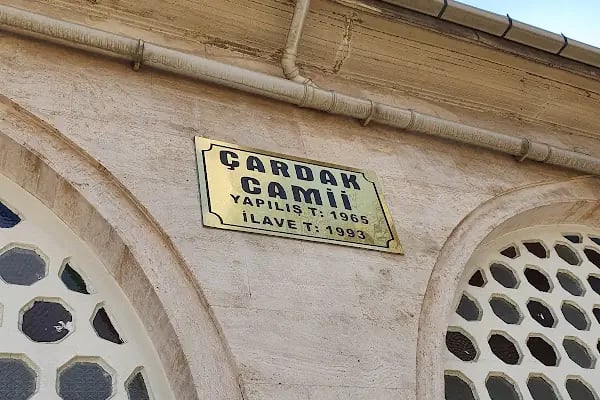 ÇARDAK
CAMİİ
YAPILIŞ T: 1965
İLAVE T: 1993